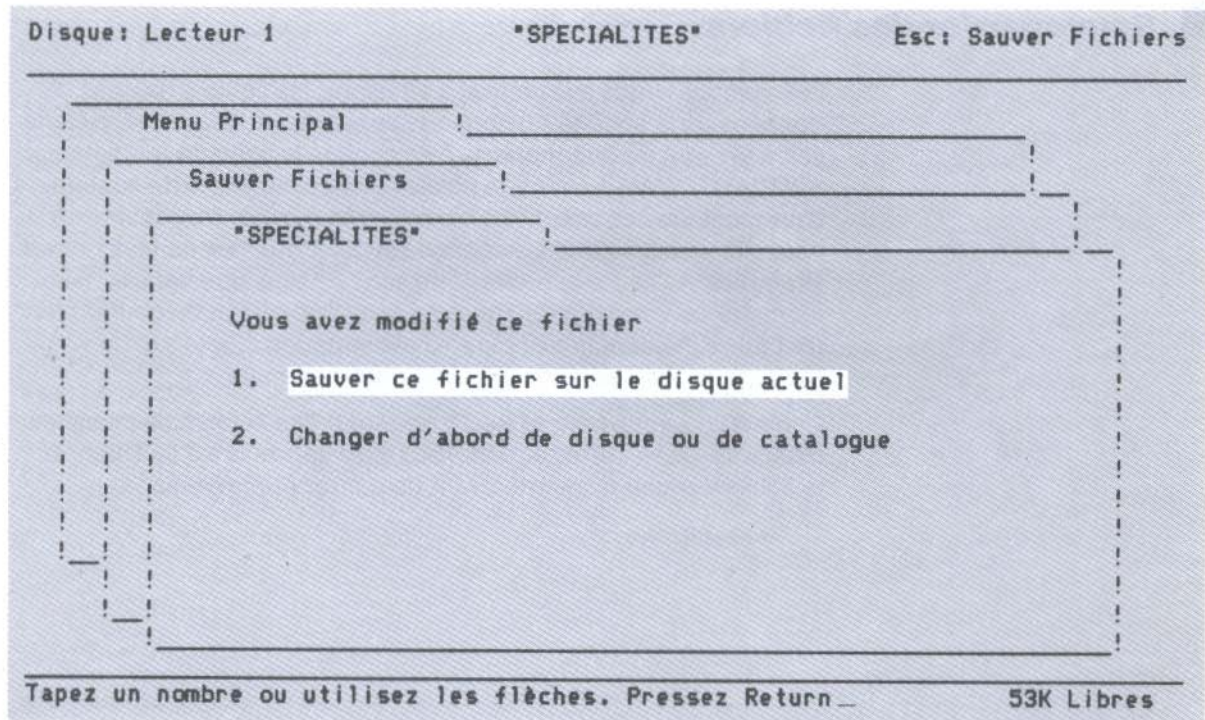 Disque: Lecteur 1 "SPECIALITES" Esc: Sauver Fichiers
Menu Principal
Sauver Fichiers
"SPECIALITES"
Vous avez modifié ce fichier
1. Sauver ce fichier sur le disque actuel
2. Changer d'abord de disque ou de catalogue
Tapez un nombre ou utilisez les flèches. Pressez Return_ 53K Libres